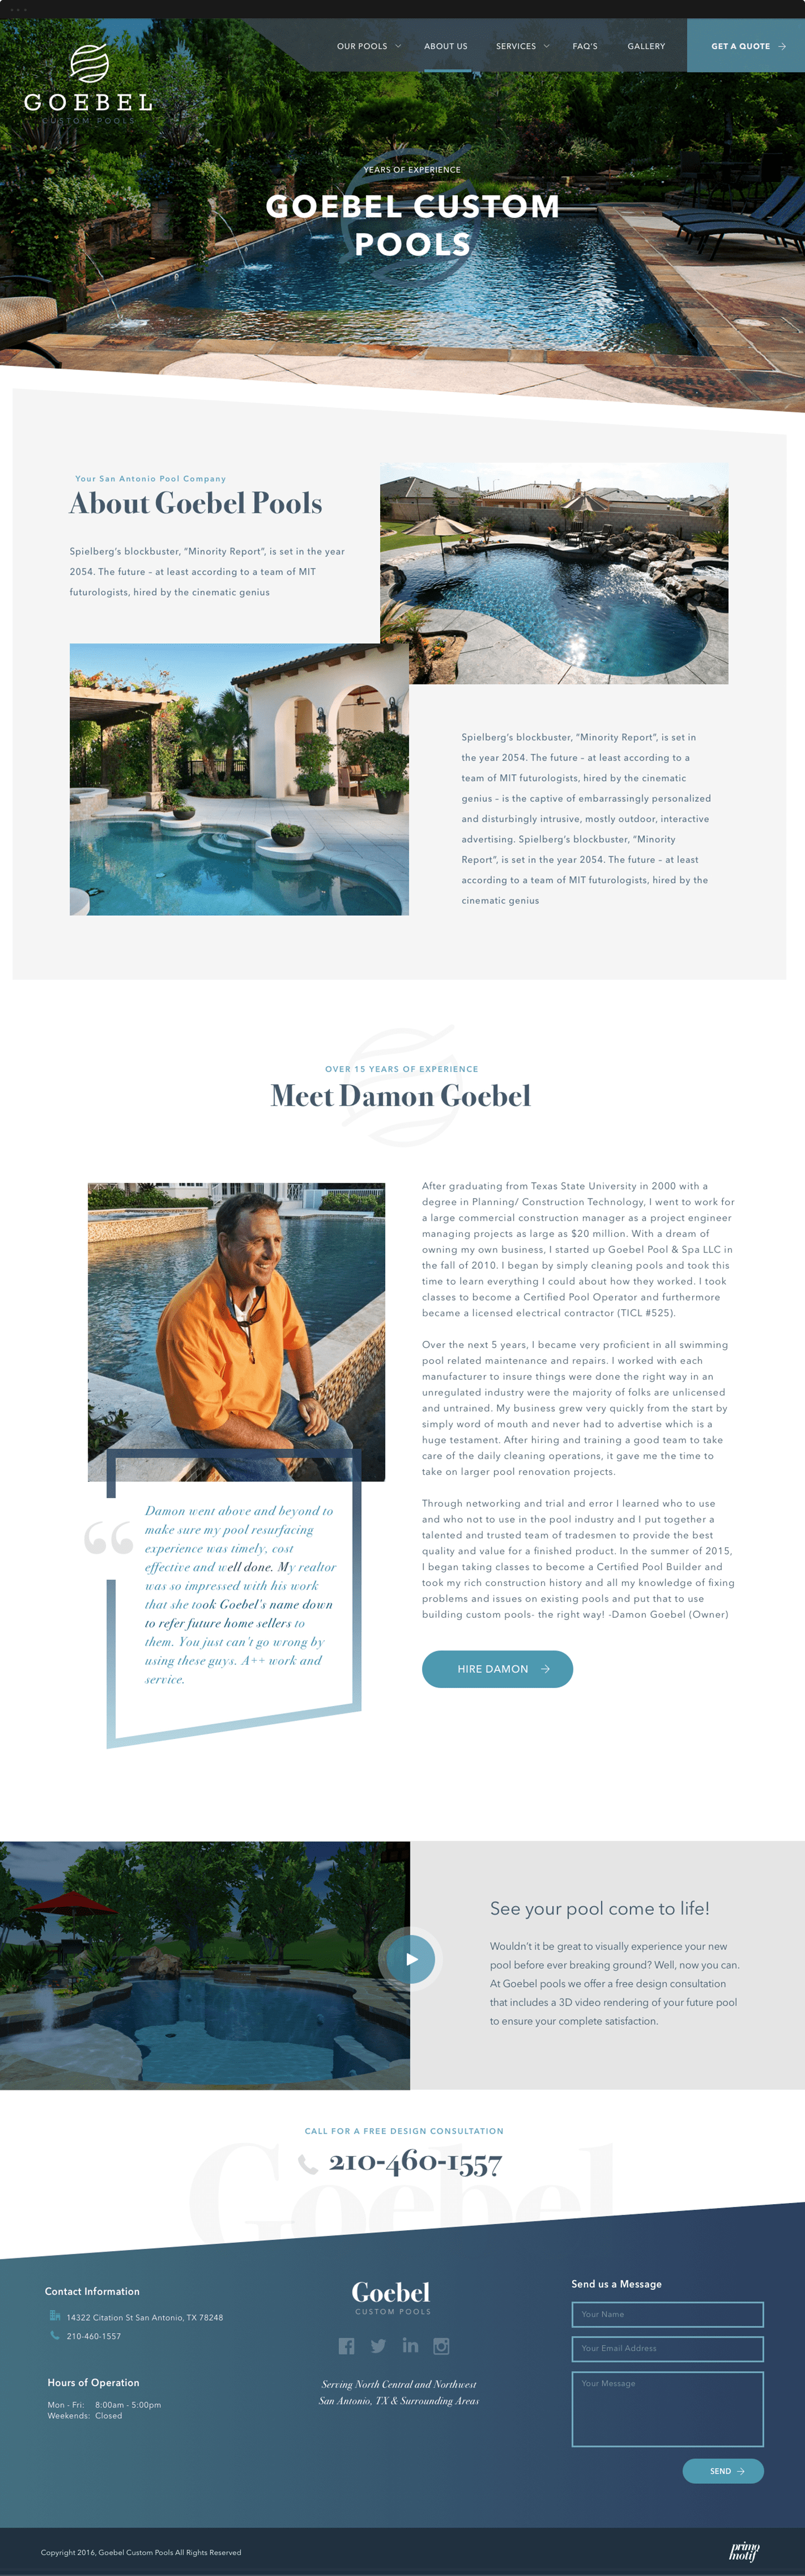 OUR POOLS
ABOUT US
SERVICES
FAQ'S
GALLERY
GET A QUOTE
GOEBEL
CUSTOM POOLS
YEARS OF EXPERIENCE
GOEBEL CUSTOM
POOLS
Your San Antonio Pool Company
About Goebel Pools
Spielberg's blockbuster, "Minority Report", is set in the year
2054. The future – at least according to a team of MIT
futurologists, hired by the cinematic genius
Spielberg's blockbuster, "Minority Report", is set in
the year 2054. The future – at least according to a
team of MIT futurologists, hired by the cinematic
genius – is the captive of embarrassingly personalized
and disturbingly intrusive, mostly outdoor, interactive
advertising. Spielberg's blockbuster, "Minority
Report", is set in the year 2054. The future – at least
according to a team of MIT futurologists, hired by the
cinematic genius
OVER 15 YEARS OF EXPERIENCE
Meet Damon Goebel
After graduating from Texas State University in 2000 with a
degree in Planning/ Construction Technology, I went to work for
a large commercial construction manager as a project engineer
managing projects as large as $20 million. With a dream of
owning my own business, I started up Goebel Pool & Spa LLC in
the fall of 2010. I began by simply cleaning pools and took this
time to learn everything I could about how they worked. I took
classes to become a Certified Pool Operator and furthermore
became a licensed electrical contractor (TICL #525).
Over the next 5 years, I became very proficient in all swimming
pool related maintenance and repairs. I worked with each
manufacturer to insure things were done the right way in an
unregulated industry were the majority of folks are unlicensed
and untrained. My business grew very quickly from the start by
simply word of mouth and never had to advertise which is a
huge testament. After hiring and training a good team to take
care of the daily cleaning operations, it gave me the time to
take on larger pool renovation projects.
Through networking and trial and error I learned who to use
and who not to use in the pool industry and I put together a
talented and trusted team of tradesmen to provide the best
quality and value for a finished product. In the summer of 2015,
I began taking classes to become a Certified Pool Builder and
took my rich construction history and all my knowledge of fixing
problems and issues on existing pools and put that to use
building custom pools- the right way! -Damon Goebel (Owner)
HIRE DAMON
“
Damon went above and beyond to
make sure my pool resurfacing
experience was timely, cost
effective and well done. My realtor
was so impressed with his work
that she took Goebel's name down
to refer future home sellers to
them. You just can't go wrong by
using these guys. A++ work and
service.
See your pool come to life!
Wouldn't it be great to visually experience your new
pool before ever breaking ground? Well, now you can.
At Goebel pools we offer a free design consultation
that includes a 3D video rendering of your future pool
to ensure your complete satisfaction.
Goebel
CALL FOR A FREE DESIGN CONSULTATION
210-460-1557
Contact Information
14322 Citation St San Antonio, TX 78248
210-460-1557
Hours of Operation
Mon - Fri: 8:00am - 5:00pm
Weekends: Closed
Goebel
CUSTOM POOLS
Serving North Central and Northwest
San Antonio, TX & Surrounding Areas
Send us a Message
Your Name
Your Email Address
Your Message
SEND
Copyright 2016, Goebel Custom Pools All Rights Reserved
primo
motif